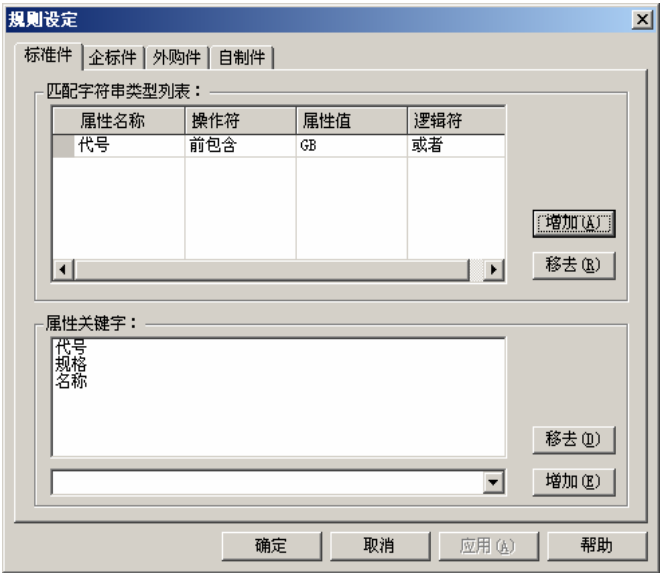 规则设定
标准件 企标件 外购件 自制件
匹配字符串类型列表：
属性名称 操作符 属性值 逻辑符
代号 前包含 GB 或者
增加(A)
移去(R)
属性关键字：
代号
规格
名称
移去(D)
增加(E)
确定 取消 应用(A) 帮助